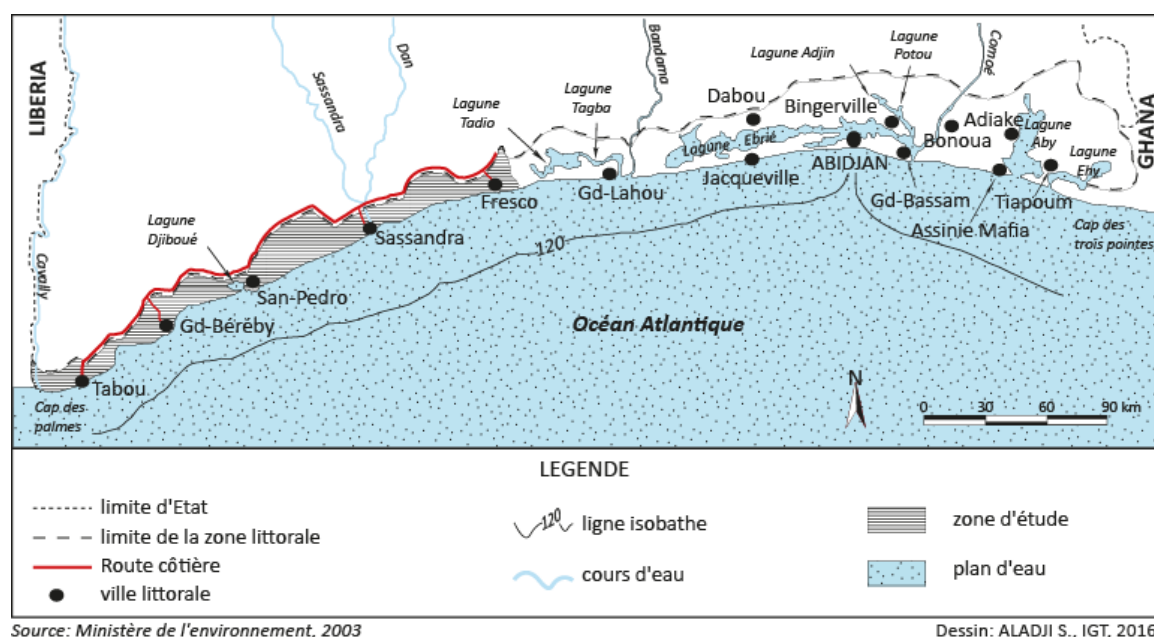 LIBERIA
Cavally
Sassandra
Dan
Lagune
Tadio
Lagune
Tagba
Bandama
Lagune Adjin
Lagune
Potou
Comoé
Dabou
Bingerville
Lagune Ebrié
Jacqueville
ABIDJAN
Gd-Bassam
Bonoua
Adiaké
Lagune
Aby
Lagune
Ehy
GHANA
Tiapoum
Assinie Mafia
Cap des
trois pointes
Gd-Lahou
Fresco
Sassandra
Lagune
Djiboué
San-Pedro
Gd-Béréby
Tabou
Cap des
palmes
120
Océan Atlantique
N
0 30 60 90 km
LEGENDE
limite d'Etat
limite de la zone littorale
Route côtière
ville littorale
120 ligne isobathe
cours d'eau
zone d'étude
plan d'eau
Source: Ministère de l'environnement, 2003
Dessin: ALADJI S., IGT, 2016